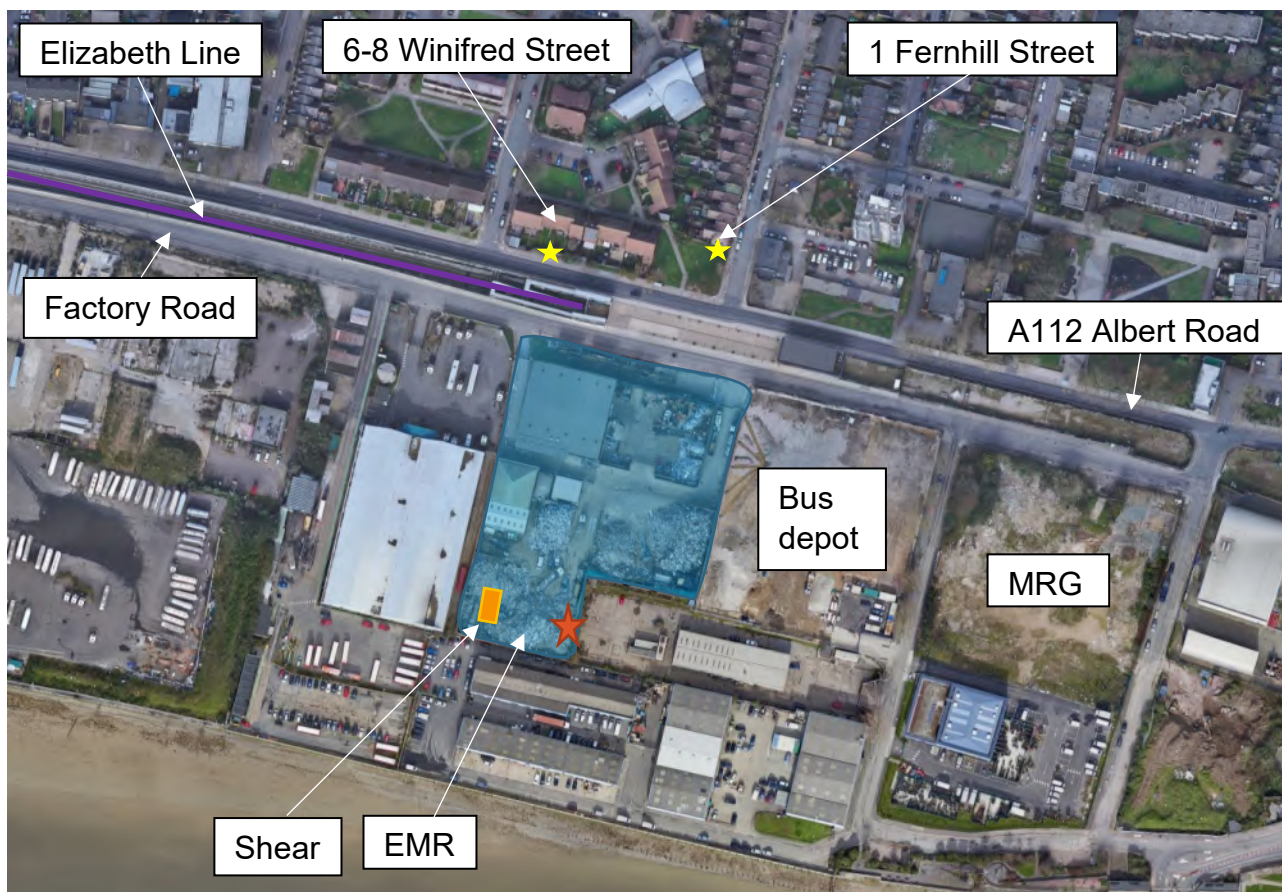 Elizabeth Line
6-8 Winifred Street
1 Fernhill Street
Factory Road
A112 Albert Road
Bus
depot
MRG
Shear
EMR